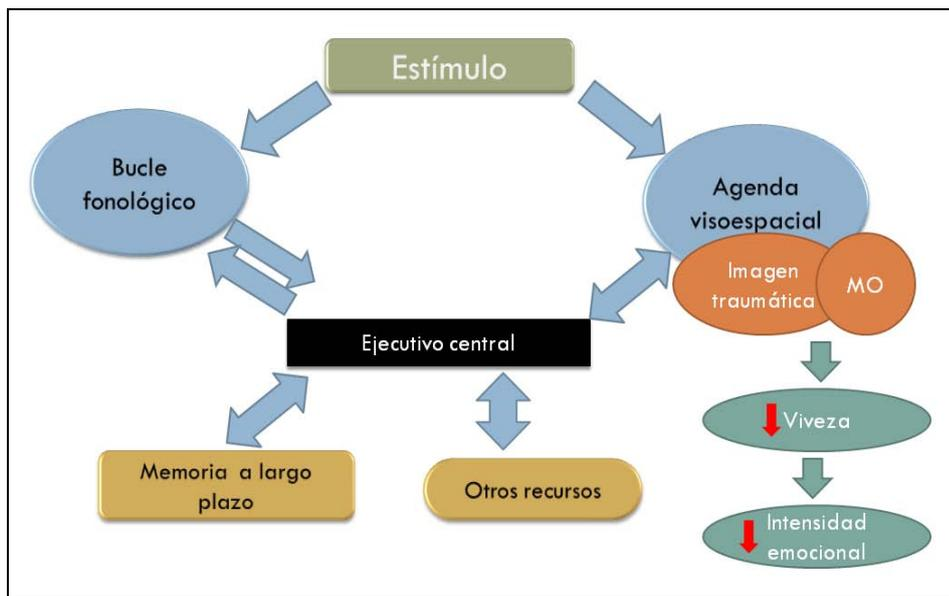 Estímulo
Bucle
fonológico
Agenda
visoespacial
Imagen
traumática
MO
Ejecutivo central
Viveza
Memoria a largo
plazo
Otros recursos
Intensidad
emocional